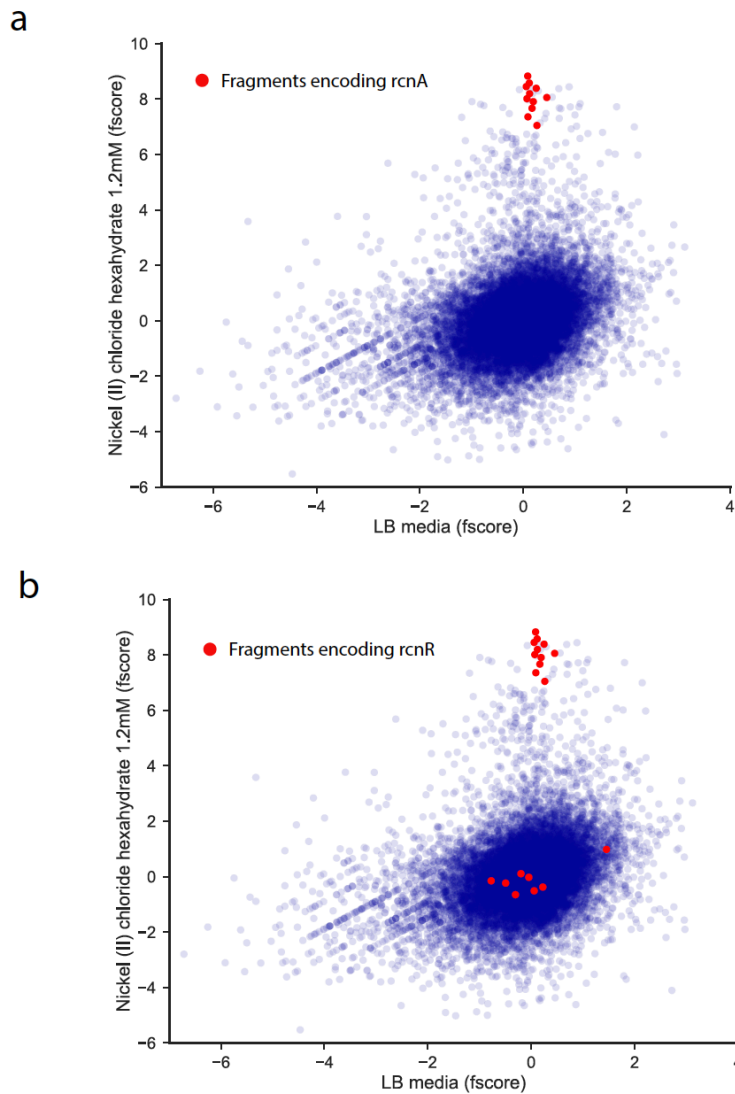 a
10
Fragments encoding rcnA
8
6
4
2
0
−2
−4
−6
Nickel (II) chloride hexahydrate 1.2mM (fscore)
−6 −4 −2 0 2 4
LB media (fscore)
b
10
Fragments encoding rcnR
8
6
4
2
0
−2
−4
−6
Nickel (II) chloride hexahydrate 1.2mM (fscore)
−6 −4 −2 0 2 4
LB media (fscore)